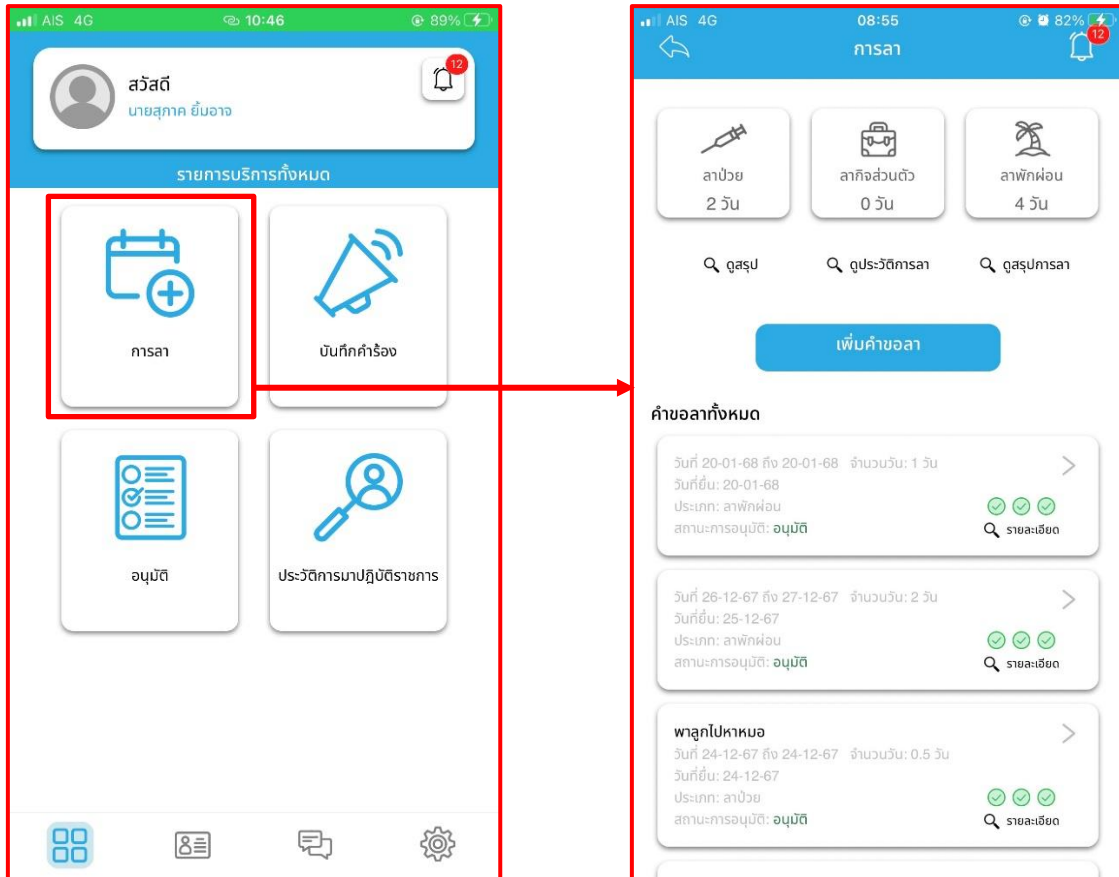 AIS 4G
10:46
89%
สวัสดี
นายสุภาค ยิ้มอาจ
12
รายการบริการทั้งหมด
การลา
บันทึกคำร้อง
อนุมัติ
ประวัติการมาปฏิบัติราชการ
AIS 4G
08:55
82%
การลา
12
ลาป่วย
2 วัน
ลากิจส่วนตัว
0 วัน
ลาพักผ่อน
4 วัน
ดูสรุป
ดูประวัติการลา
ดูสรุปการลา
เพิ่มคำขอลา
คำขอลาทั้งหมด
วันที่ 20-01-68 ถึง 20-01-68 จำนวนวัน: 1 วัน
วันที่ยื่น: 20-01-68
ประเภท: ลาพักผ่อน
สถานะการอนุมัติ: อนุมัติ
รายละเอียด
วันที่ 26-12-67 ถึง 27-12-67 จำนวนวัน: 2 วัน
วันที่ยื่น: 25-12-67
ประเภท: ลาพักผ่อน
สถานะการอนุมัติ: อนุมัติ
รายละเอียด
พาลูกไปหาหมอ
วันที่ 24-12-67 ถึง 24-12-67 จำนวนวัน: 0.5 วัน
วันที่ยื่น: 24-12-67
ประเภท: ลาป่วย
สถานะการอนุมัติ: อนุมัติ
รายละเอียด